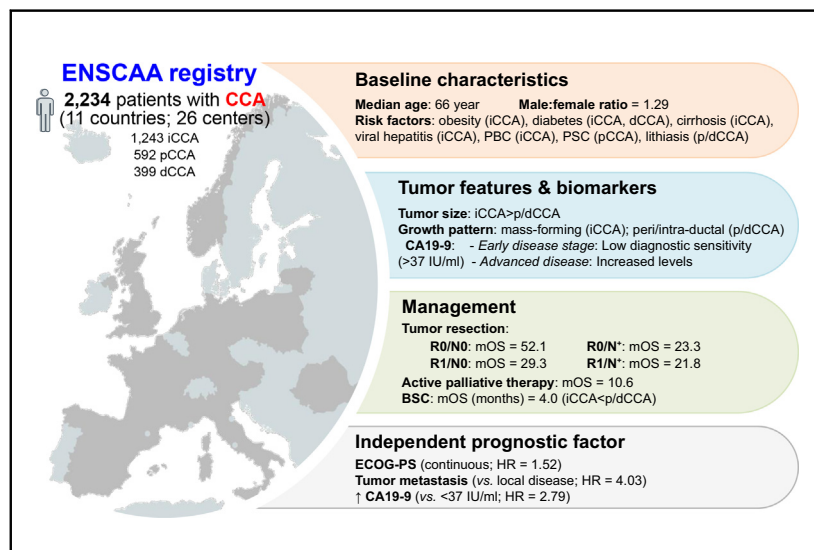 ENSCAA registry
2,234 patients with CCA
(11 countries; 26 centers)
1,243 iCCA
592 pCCA
399 dCCA
Baseline characteristics
Median age: 66 year Male:female ratio = 1.29
Risk factors: obesity (iCCA), diabetes (iCCA, dCCA), cirrhosis (iCCA),
viral hepatitis (iCCA), PBC (iCCA), PSC (pCCA), lithiasis (p/dCCA)
Tumor features & biomarkers
Tumor size: iCCA>p/dCCA
Growth pattern: mass-forming (iCCA); peri/intra-ductal (p/dCCA)
CA19-9: - Early disease stage: Low diagnostic sensitivity
(>37 IU/ml) - Advanced disease: Increased levels
Management
Tumor resection:
R0/N0: mOS = 52.1 R0/N⁺: mOS = 23.3
R1/N0: mOS = 29.3 R1/N⁺: mOS = 21.8
Active palliative therapy: mOS = 10.6
BSC: mOS (months) = 4.0 (iCCA<p/dCCA)
Independent prognostic factor
ECOG-PS (continuous; HR = 1.52)
Tumor metastasis (vs. local disease; HR = 4.03)
↑ CA19-9 (vs. <37 IU/ml; HR = 2.79)